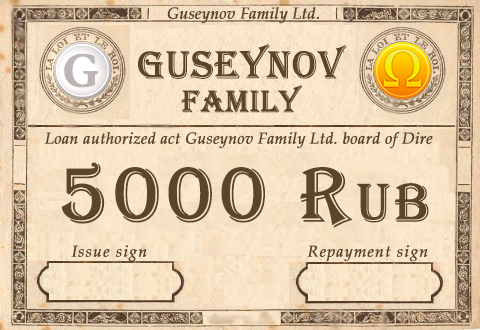 Guseynov Family Ltd.
LA LOI ET LE ROI.
G
GUSEYNOV
FAMILY
LA LOI ET LE ROI.
Ω
Loan authorized act Guseynov Family Ltd. board of Dire
5000 RUB
Issue sign
Repayment sign